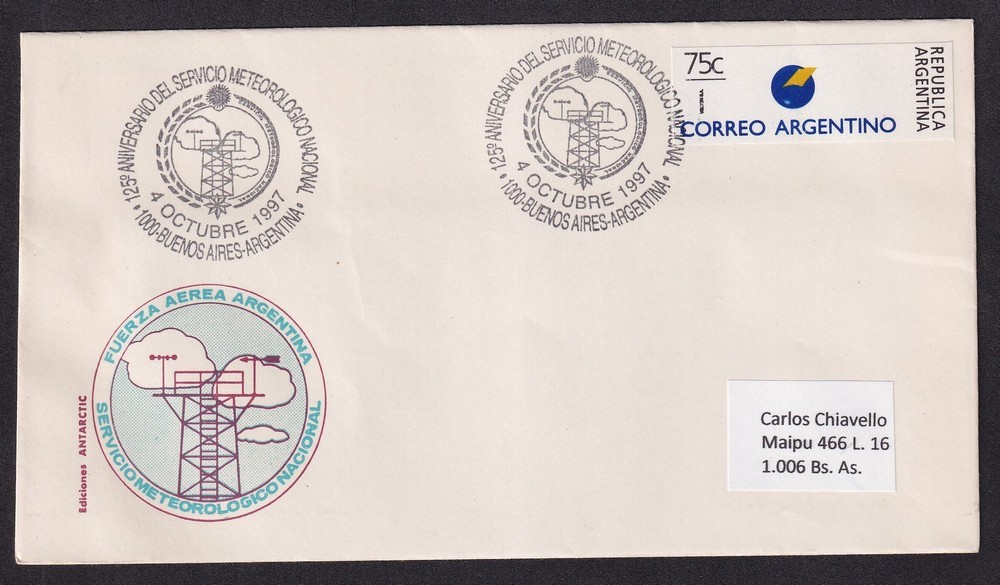 125º ANIVERSARIO DEL SERVICIO METEOROLOGICO NACIONAL
4 OCTUBRE 1997
• 1000-BUENOS AIRES-ARGENTINA •
125º ANIVERSARIO DEL SERVICIO METEOROLOGICO NACIONAL
4 OCTUBRE 1997
• 1000-BUENOS AIRES-ARGENTINA •
75c
CORREO ARGENTINO
REPUBLICA
ARGENTINA
FUERZA AEREA ARGENTINA
SERVICIO METEOROLOGICO NACIONAL
Ediciones ANTARCTIC
Carlos Chiavello
Maipu 466 L. 16
1.006 Bs. As.